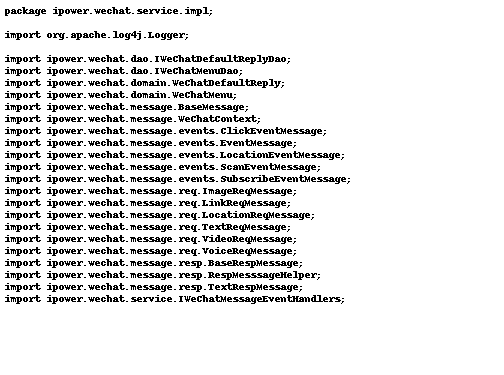 package ipower.wechat.service.impl;
import org.apache.log4j.Logger;
import ipower.wechat.dao.IWeChatDefaultReplyDao;
import ipower.wechat.dao.IWeChatMenuDao;
import ipower.wechat.domain.WeChatDefaultReply;
import ipower.wechat.domain.WeChatMenu;
import ipower.wechat.message.BaseMessage;
import ipower.wechat.message.WeChatContext;
import ipower.wechat.message.events.ClickEventMessage;
import ipower.wechat.message.events.EventMessage;
import ipower.wechat.message.events.LocationEventMessage;
import ipower.wechat.message.events.ScanEventMessage;
import ipower.wechat.message.events.SubscribeEventMessage;
import ipower.wechat.message.req.ImageReqMessage;
import ipower.wechat.message.req.LinkReqMessage;
import ipower.wechat.message.req.LocationReqMessage;
import ipower.wechat.message.req.TextReqMessage;
import ipower.wechat.message.req.VideoReqMessage;
import ipower.wechat.message.req.VoiceReqMessage;
import ipower.wechat.message.resp.BaseRespMessage;
import ipower.wechat.message.resp.RespMesssageHelper;
import ipower.wechat.message.resp.TextRespMessage;
import ipower.wechat.service.IWeChatMessageEventHandlers;